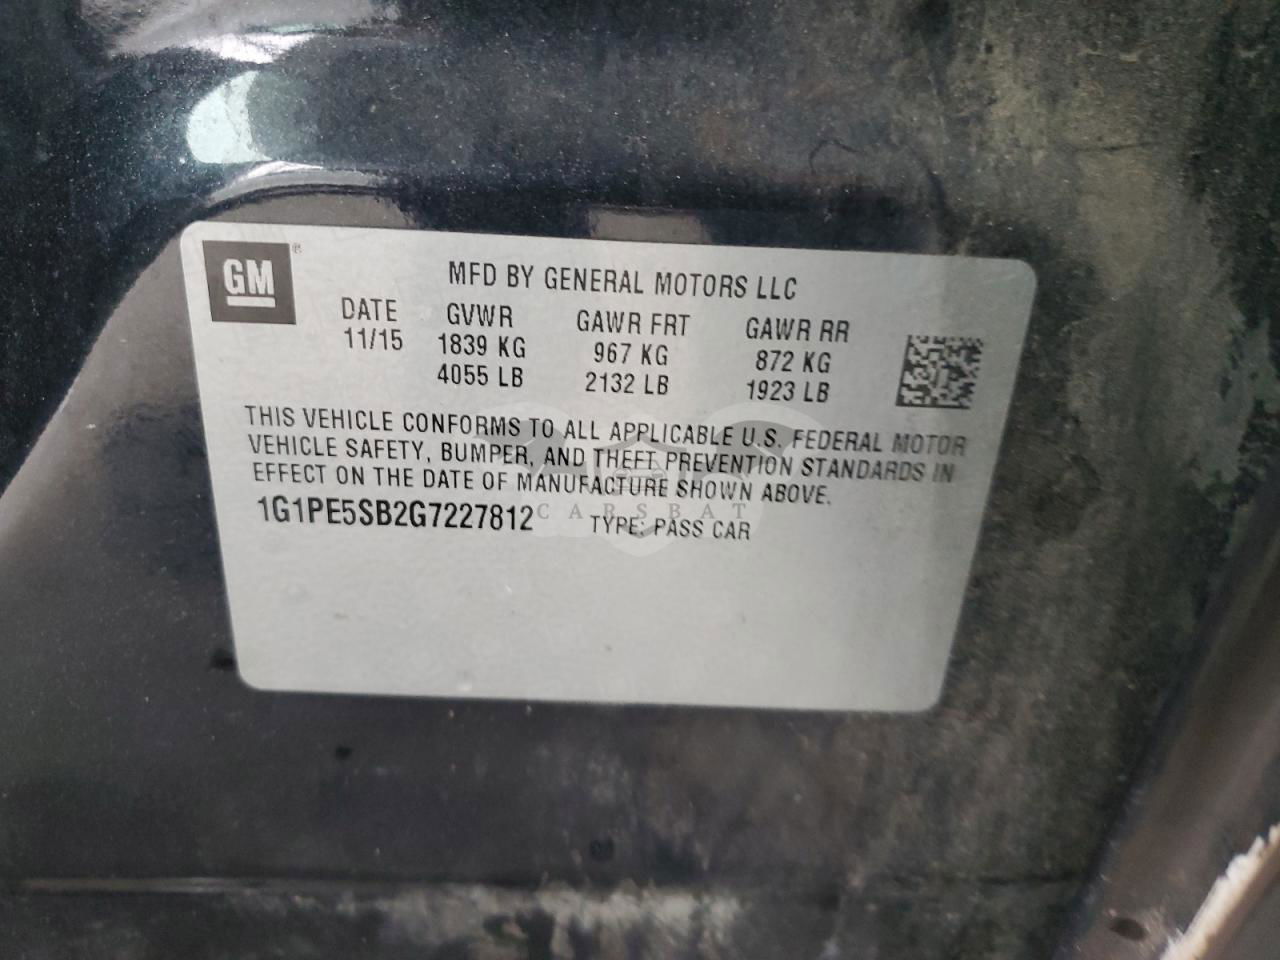 GM®
MFD BY GENERAL MOTORS LLC
DATE GVWR GAWR FRT GAWR RR
11/15 1839 KG 967 KG 872 KG
4055 LB 2132 LB 1923 LB
THIS VEHICLE CONFORMS TO ALL APPLICABLE U.S. FEDERAL MOTOR
VEHICLE SAFETY, BUMPER, AND THEFT PREVENTION STANDARDS IN
EFFECT ON THE DATE OF MANUFACTURE SHOWN ABOVE.
1G1PE5SB2G7227812 TYPE: PASS CAR
CARSBAT